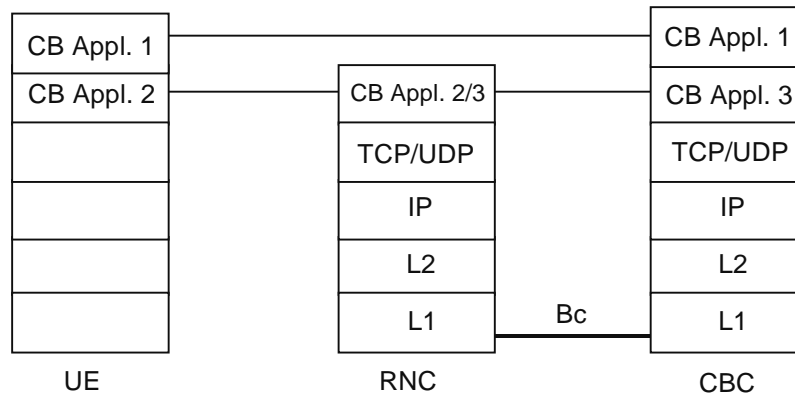 CB Appl. 1
CB Appl. 1
CB Appl. 2
CB Appl. 2/3
CB Appl. 3
TCP/UDP
TCP/UDP
IP
IP
L2
L2
L1
Bc
L1
UE
RNC
CBC